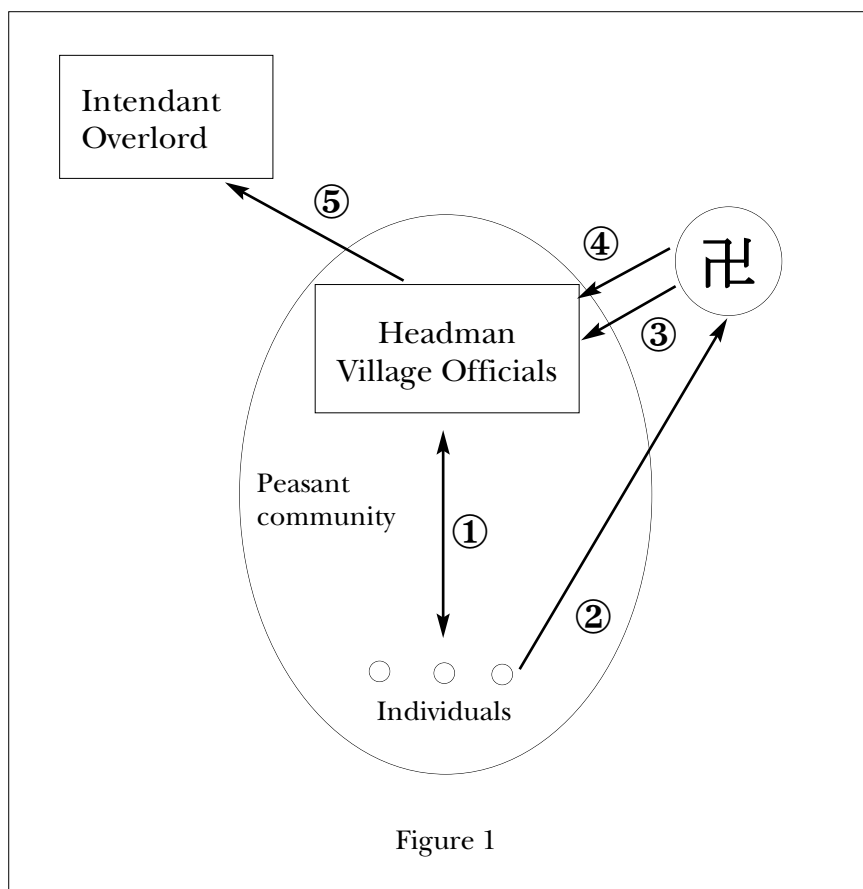 Intendant
Overlord
⑤
④
卍
③
Headman
Village Officials
Peasant
community
①
②
Individuals
Figure 1